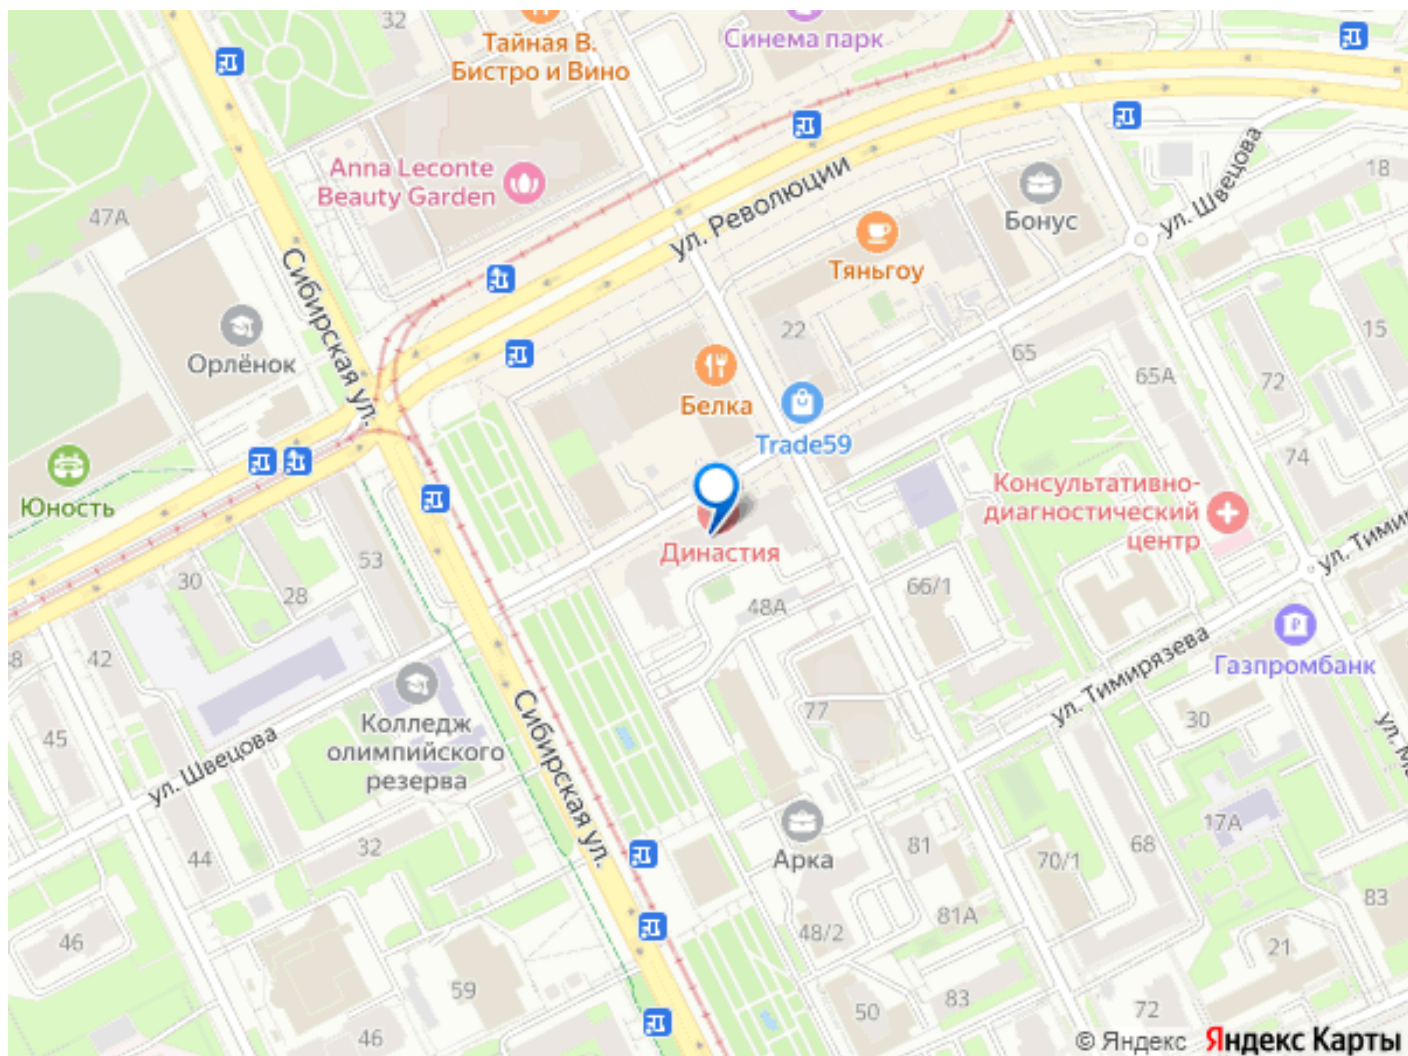 32
Тайная В.
Бистро и Вино
Синема парк
Anna Leconte
Beauty Garden
47А
ул. Революции
Бонус
ул. Швецова
18
Тяньгоу
Сибирская ул.
Орлёнок
22
65
15
Белка
65А
72
Trade59
74
Юность
Консультативно-
диагностический
центр
Династия
ул. Тими
53
30
28
66/1
48А
42
8
ул. Тимирязева
Газпромбанк
Колледж
олимпийского
резерва
77
30
45
ул. Швецова
Сибирская ул.
ул. М
17А
Арка
81
68
70/1
44
32
83
81А
48/2
46
21
59
83
50
72
46
© Яндекс Яндекс Карты